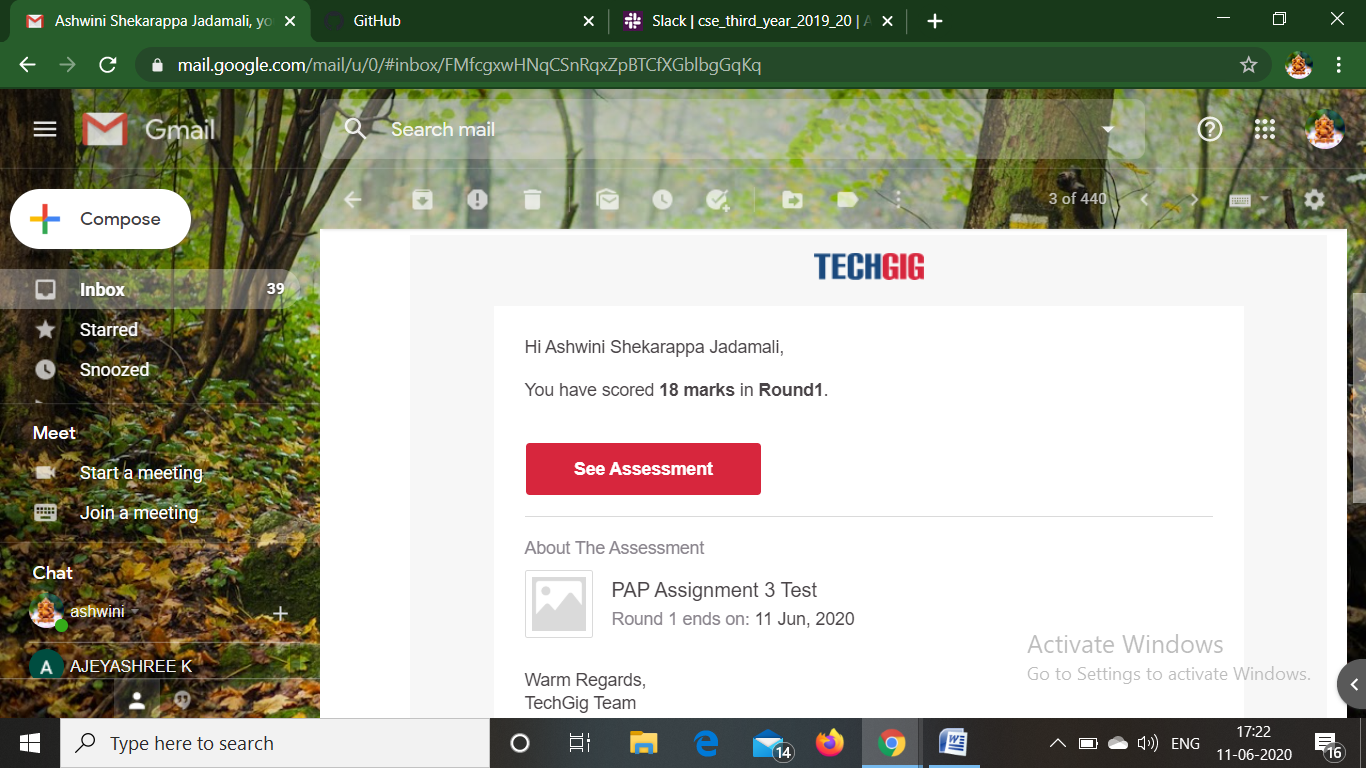 Ashwini Shekarappa Jadamali, yo
GitHub
Slack | cse_third_year_2019_20 | A
mail.google.com/mail/u/0/#inbox/FMfcgxwHNqCSnRqxZpBTCfXGblbgGqKq
Gmail
Search mail
3 of 440
Compose
Inbox 39
Starred
Snoozed
Meet
Start a meeting
Join a meeting
Chat
ashwini
A AJEYASHREE K
TECHGIG
Hi Ashwini Shekarappa Jadamali,
You have scored 18 marks in Round1.
See Assessment
About The Assessment
PAP Assignment 3 Test
Round 1 ends on: 11 Jun, 2020
Warm Regards,
TechGig Team
Activate Windows
Go to Settings to activate Windows.
Type here to search
14
ENG
17:22
11-06-2020
16